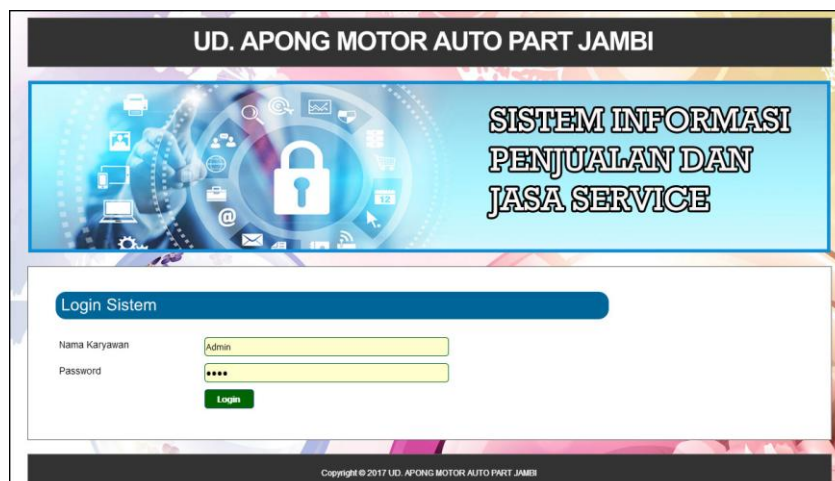 UD. APONG MOTOR AUTO PART JAMBI
SISTEM INFORMASI
PENJUALAN DAN
JASA SERVICE
Login Sistem
Nama Karyawan
Admin
Password
••••
Login
Copyright © 2017 UD. APONG MOTOR AUTO PART JAMBI